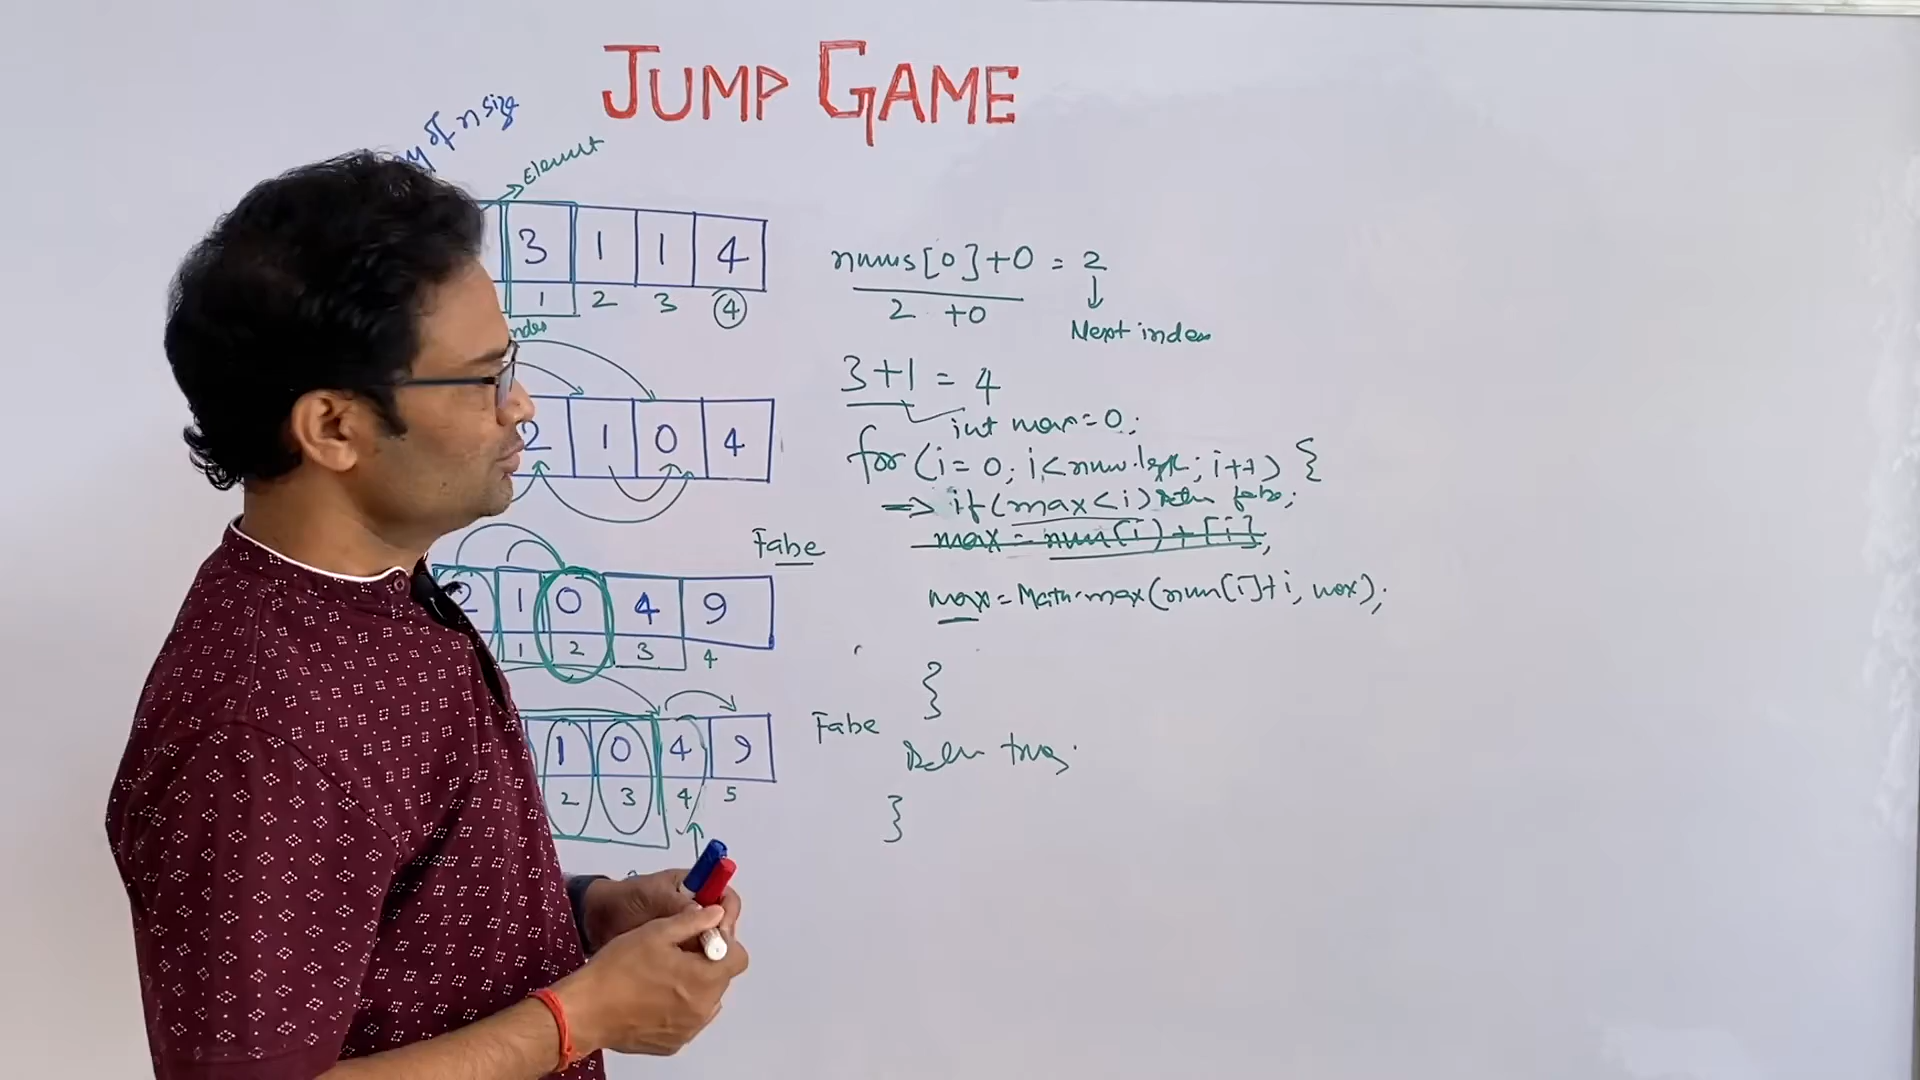 JUMP GAME
of n size
Element
3 1 1 4
1 2 3 4
nums[0]+0 = 2
2 +0
Next index
3+1 = 4
2 1 0 4
int max=0;
for(i=0; i<num.length; i++) {
=> if(max<i) Return false;
max = num(i)+[i];
max=Math.max(num[i]+i, max);
False
2 1 0 4 9
1 2 3 4
}
Return true;
}
False
1 0 4 9
2 3 4 5